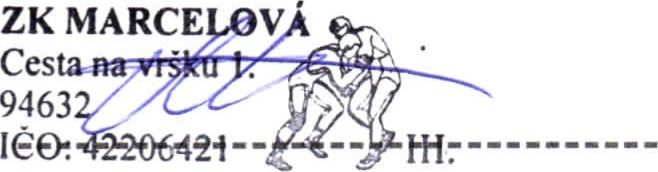 ZK MARCELOVÁ
Cesta na vŕšku 1.
94632
IČO: 42206421 III.